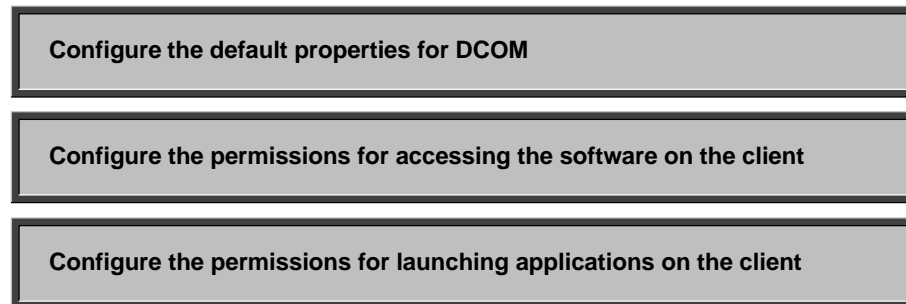 Configure the default properties for DCOM
Configure the permissions for accessing the software on the client
Configure the permissions for launching applications on the client